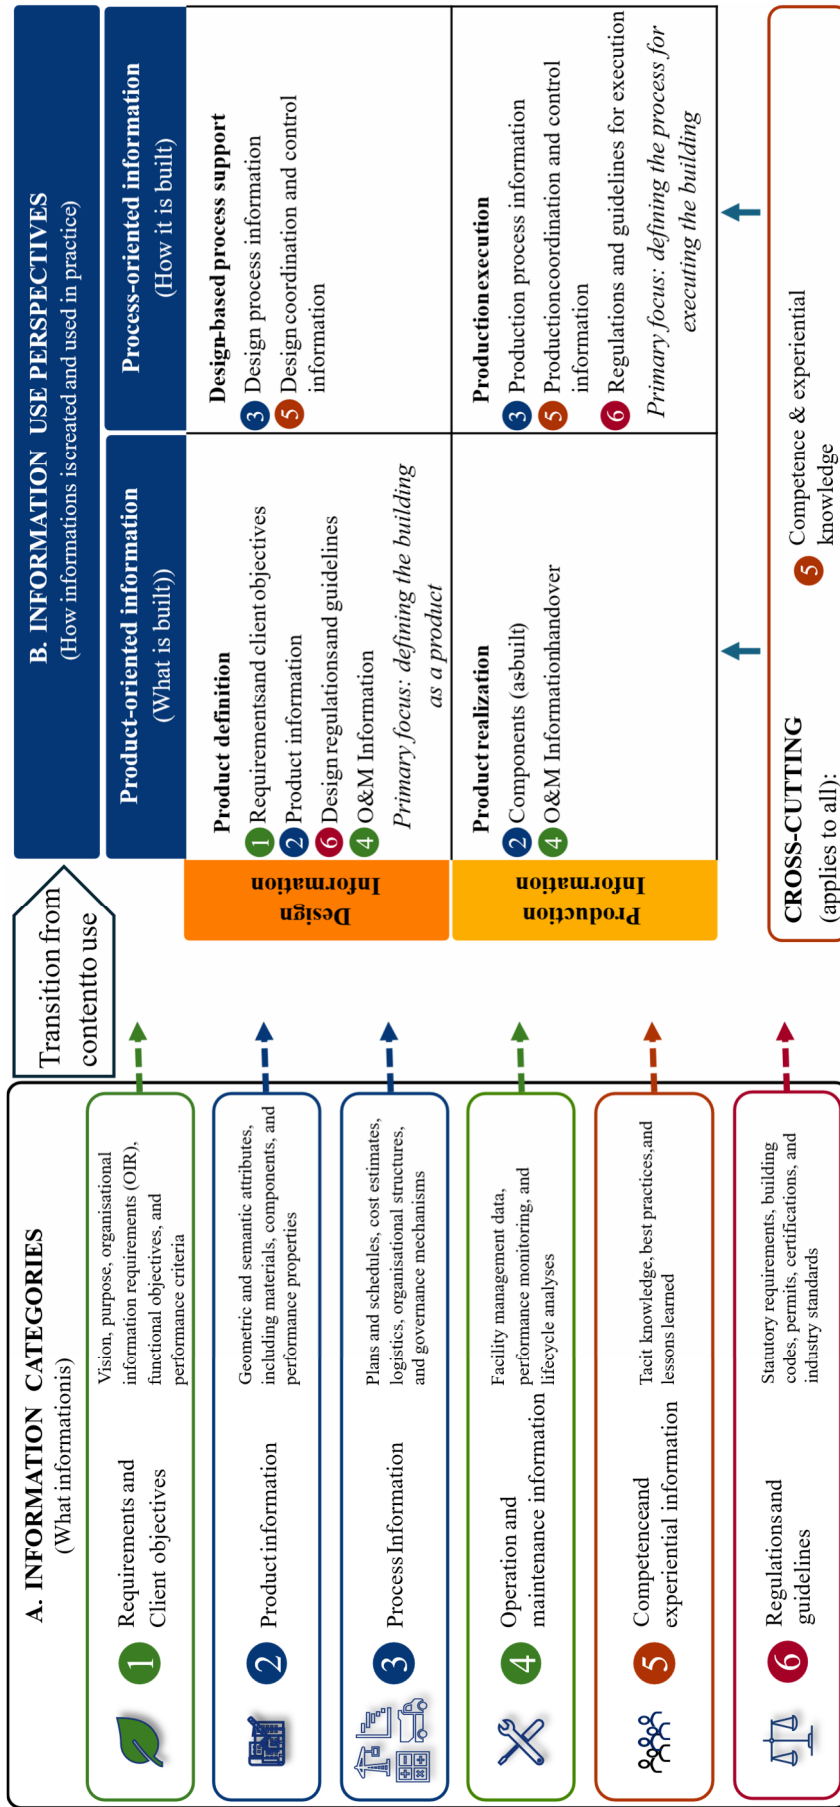 A. INFORMATION CATEGORIES
(What informationis)
1
Requirements and
Client objectives
Vision, purpose, organisational
information requirements (OIR),
functional objectives, and
performance criteria
2
Product information
Geometric and semantic attributes,
including materials, components, and
performance properties
3
Process Information
Plans and schedules, cost estimates,
logistics, organisational structures,
and governance mechanisms
4
Operation and
maintenance information
Facility management data,
performance monitoring, and
lifecycle analyses
5
Competenceand
experiential information
Tacit knowledge, best practices,and
lessons learned
6
Regulationsand
guidelines
Statutory requirements, building
codes, permits, certifications, and
industry standards
Transition from
contentto use
B. INFORMATION USE PERSPECTIVES
(How informations iscreated and used in practice)
Product-oriented information
(What is built))
Process-oriented information
(How it is built)
Design
Information
Product definition
1 Requirementsand client objectives
2 Product information
6 Design regulationsand guidelines
4 O&M Information
Primary focus: defining the building
as a product
Design-based process support
3 Design process information
5 Design coordination and control
information
Production
Information
Product realization
2 Components (asbuilt)
4 O&M Informationhandover
Production execution
3 Production process information
5 Productioncoordination and control
information
6 Regulations and guidelines for execution
Primary focus: defining the process for
executing the building
CROSS-CUTTING
(applies to all):
5 Competence & experiential
knowledge